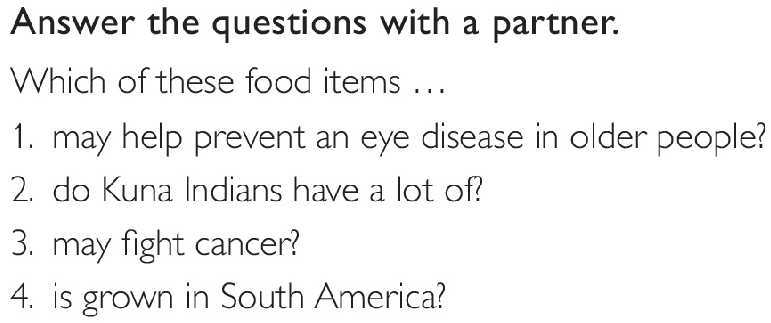 Answer the questions with a partner.
Which of these food items …
1. may help prevent an eye disease in older people?
2. do Kuna Indians have a lot of?
3. may fight cancer?
4. is grown in South America?